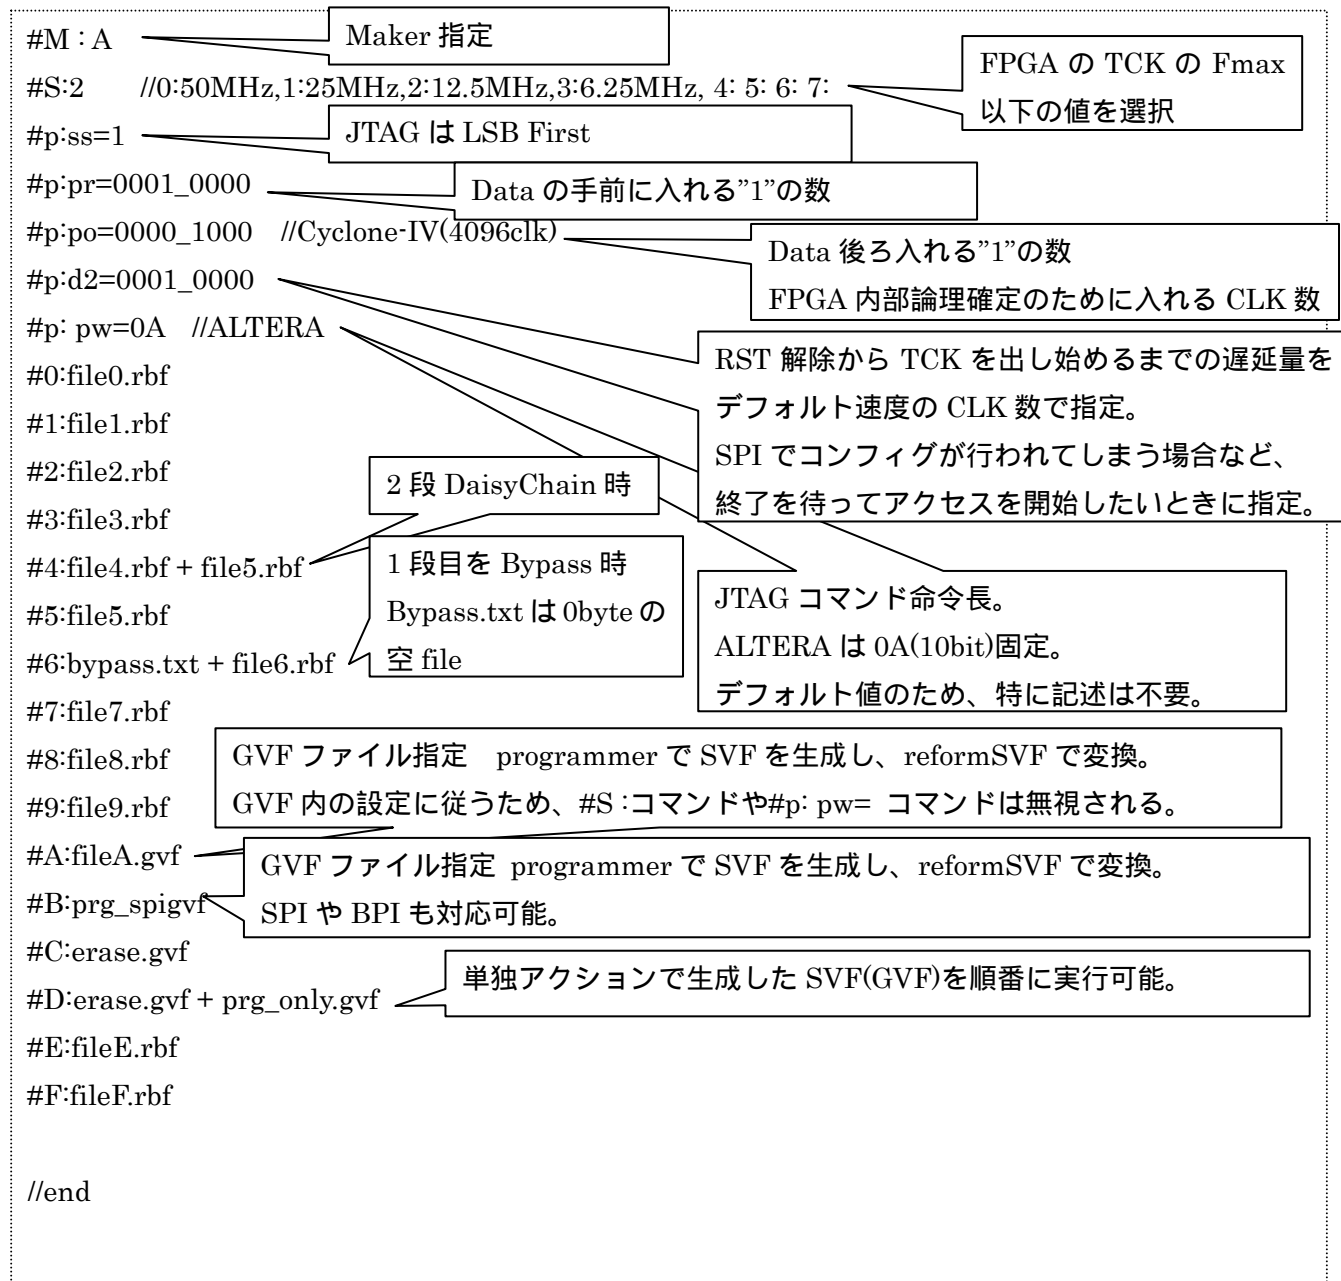 #M : A
Maker 指定
#S:2 //0:50MHz,1:25MHz,2:12.5MHz,3:6.25MHz, 4: 5: 6: 7:
FPGA の TCK の Fmax
以下の値を選択
#p:ss=1
JTAG は LSB First
#p:pr=0001_0000
Data の手前に入れる”1”の数
#p:po=0000_1000 //Cyclone-IV(4096clk)
Data 後ろ入れる”1”の数
FPGA 内部論理確定のために入れる CLK 数
#p:d2=0001_0000
RST 解除から TCK を出し始めるまでの遅延量を
デフォルト速度の CLK 数で指定。
SPI でコンフィグが行われてしまう場合など、
終了を待ってアクセスを開始したいときに指定。
#p: pw=0A //ALTERA
JTAG コマンド命令長。
ALTERA は 0A(10bit)固定。
デフォルト値のため、特に記述は不要。
#0:file0.rbf
#1:file1.rbf
#2:file2.rbf
#3:file3.rbf
2 段 DaisyChain 時
#4:file4.rbf + file5.rbf
#5:file5.rbf
1 段目を Bypass 時
Bypass.txt は 0byte の
空 file
#6:bypass.txt + file6.rbf
#7:file7.rbf
#8:file8.rbf
#9:file9.rbf
GVF ファイル指定 programmer で SVF を生成し、reformSVF で変換。
GVF 内の設定に従うため、#S :コマンドや#p: pw= コマンドは無視される。
#A:fileA.gvf
GVF ファイル指定 programmer で SVF を生成し、reformSVF で変換。
SPI や BPI も対応可能。
#B:prg_spigvf
#C:erase.gvf
#D:erase.gvf + prg_only.gvf
単独アクションで生成した SVF(GVF)を順番に実行可能。
#E:fileE.rbf
#F:fileF.rbf
//end